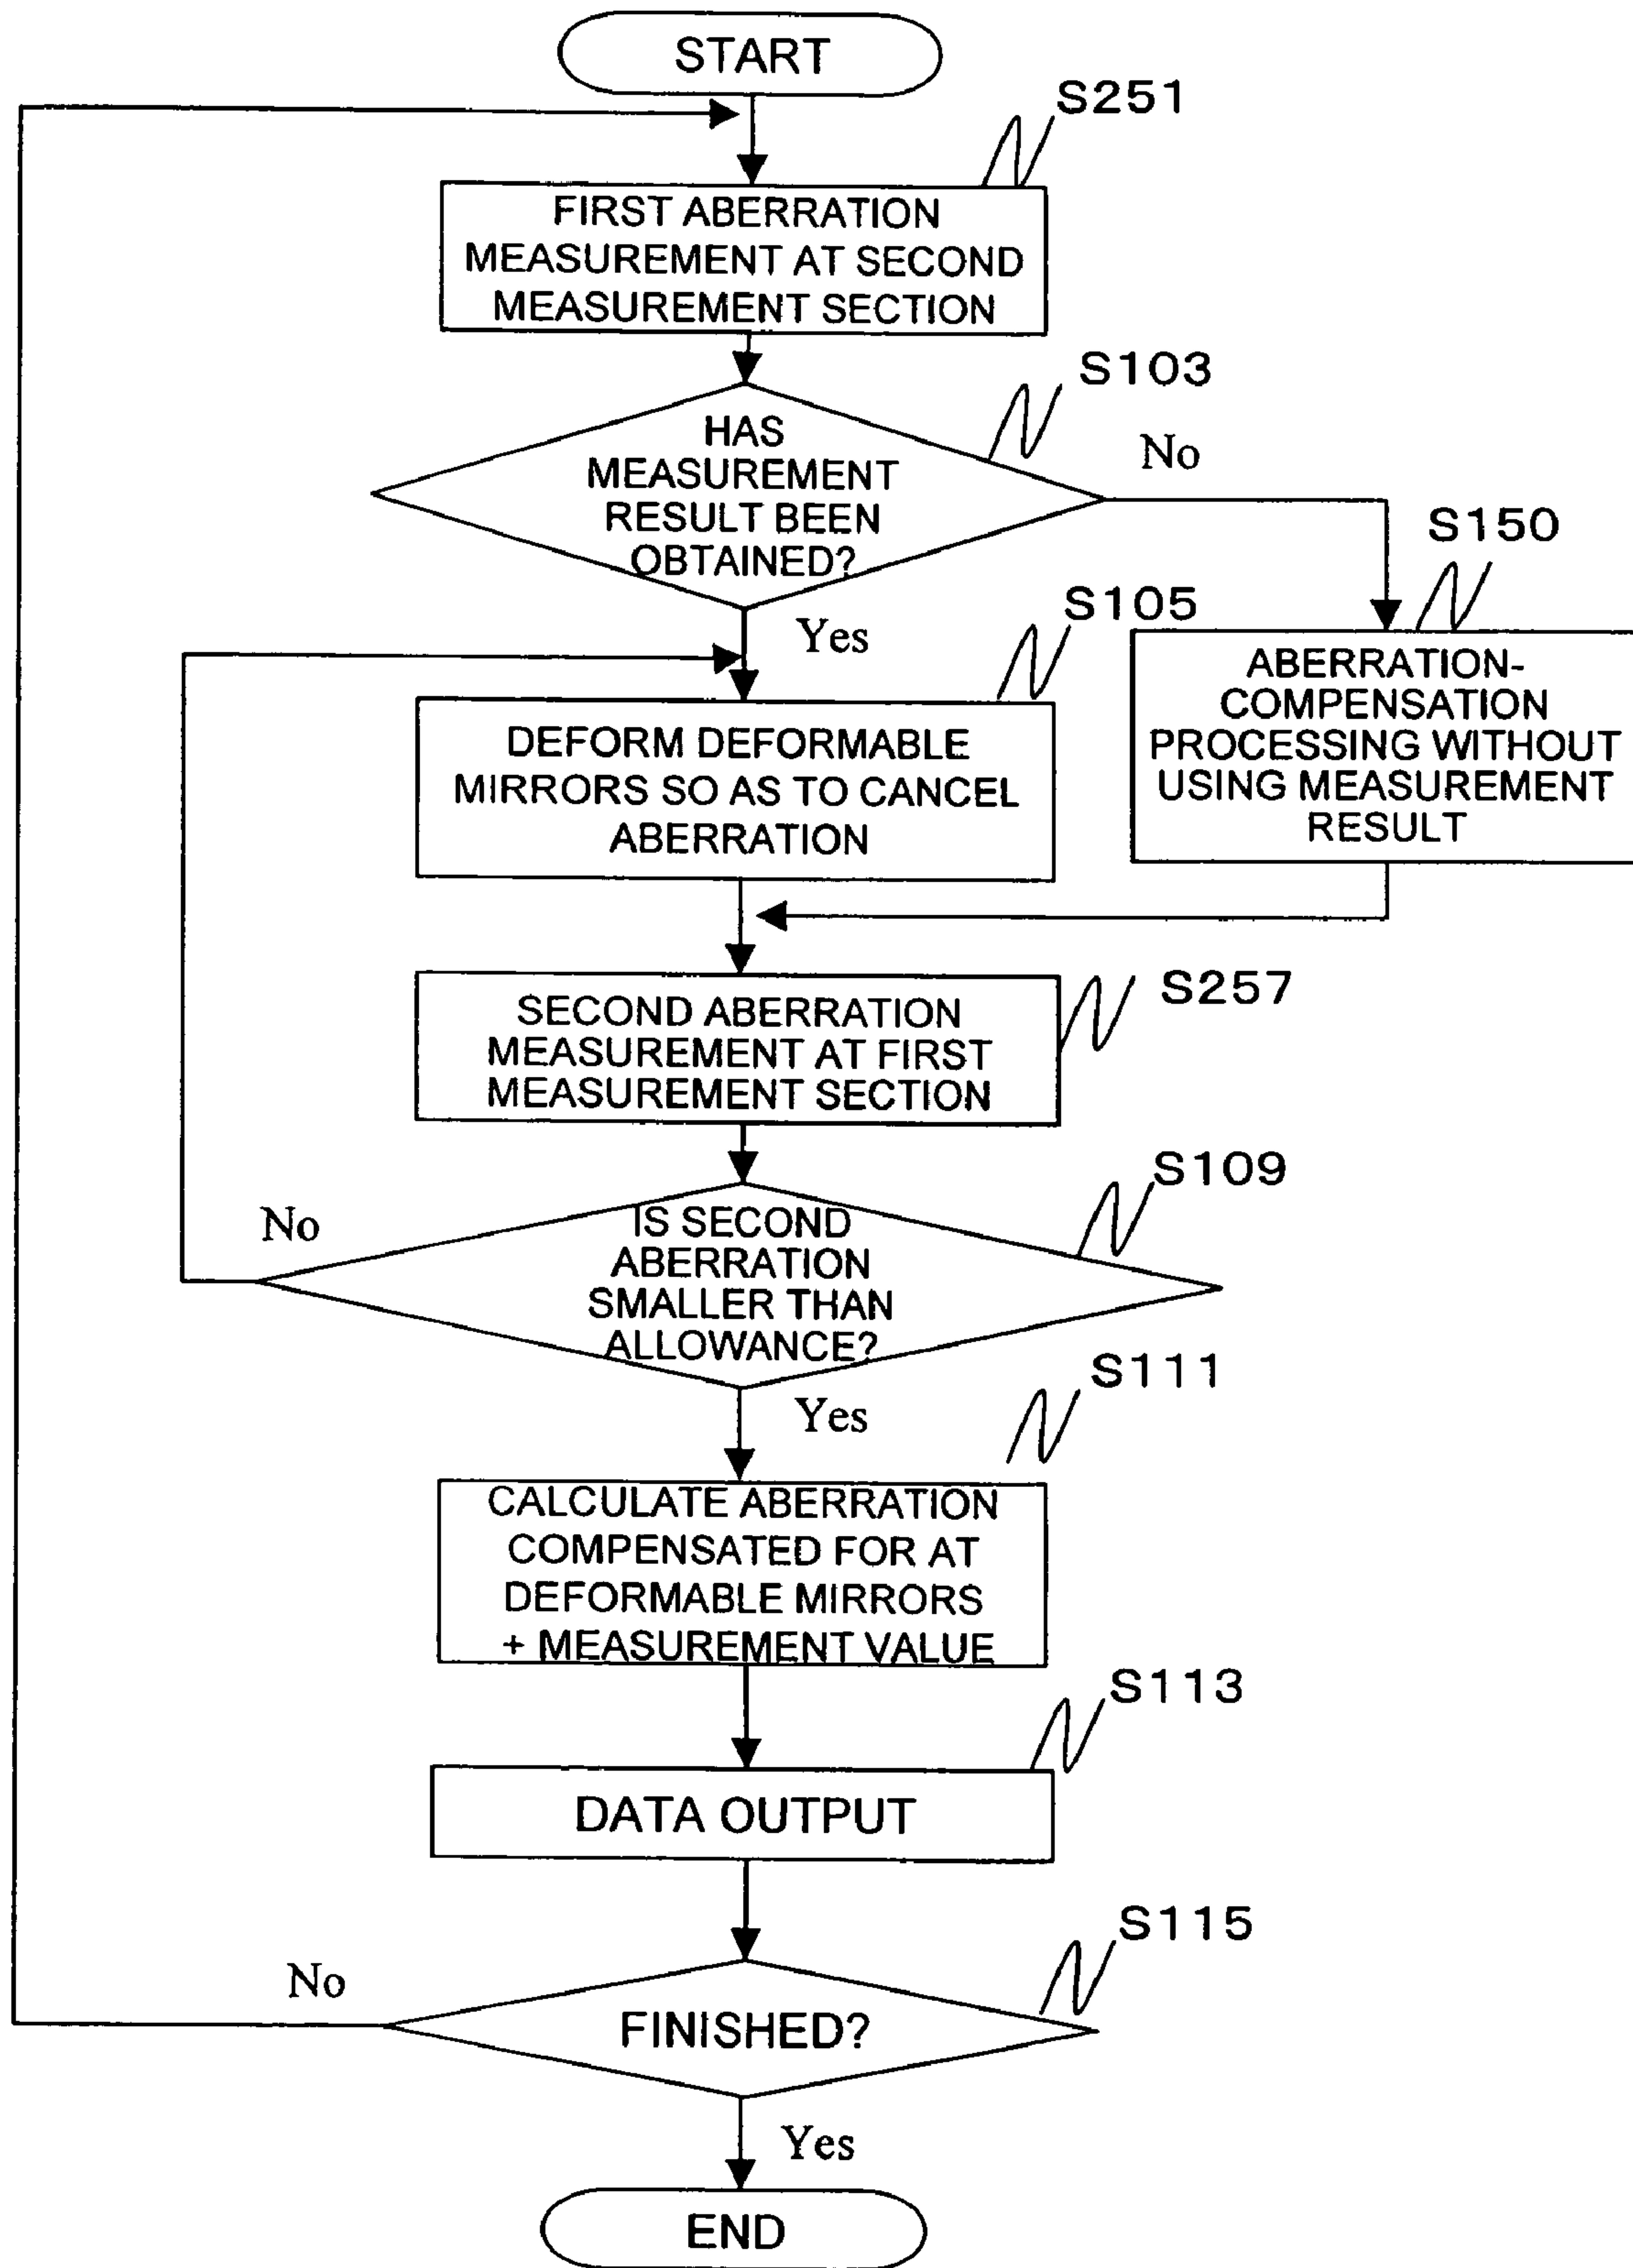 START
S251
FIRST ABERRATION
MEASUREMENT AT SECOND
MEASUREMENT SECTION
S103
HAS
MEASUREMENT
RESULT BEEN
OBTAINED?
No
S150
Yes
S105
ABERRATION-
COMPENSATION
PROCESSING WITHOUT
USING MEASUREMENT
RESULT
DEFORM DEFORMABLE
MIRRORS SO AS TO CANCEL
ABERRATION
S257
SECOND ABERRATION
MEASUREMENT AT FIRST
MEASUREMENT SECTION
S109
No
IS SECOND
ABERRATION
SMALLER THAN
ALLOWANCE?
Yes
S111
CALCULATE ABERRATION
COMPENSATED FOR AT
DEFORMABLE MIRRORS
+ MEASUREMENT VALUE
S113
DATA OUTPUT
S115
No
FINISHED?
Yes
END